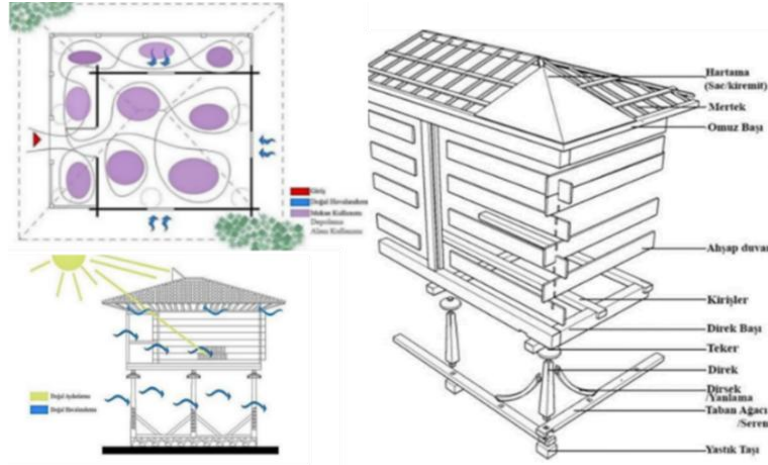 Giriş
Doğal Havalandırma
Mekan Kullanımı
Depolama
Alanı Kullanımı
Doğal Aydınlatma
Doğal Havalandırma
Hartama
(Sac/kiremit)
Mertek
Omuz Başı
Ahşap duvar
Kirişler
Direk Başı
Teker
Direk
Dirsek
/Yanlama
Taban Ağacı
/Seren
Yastık Taşı